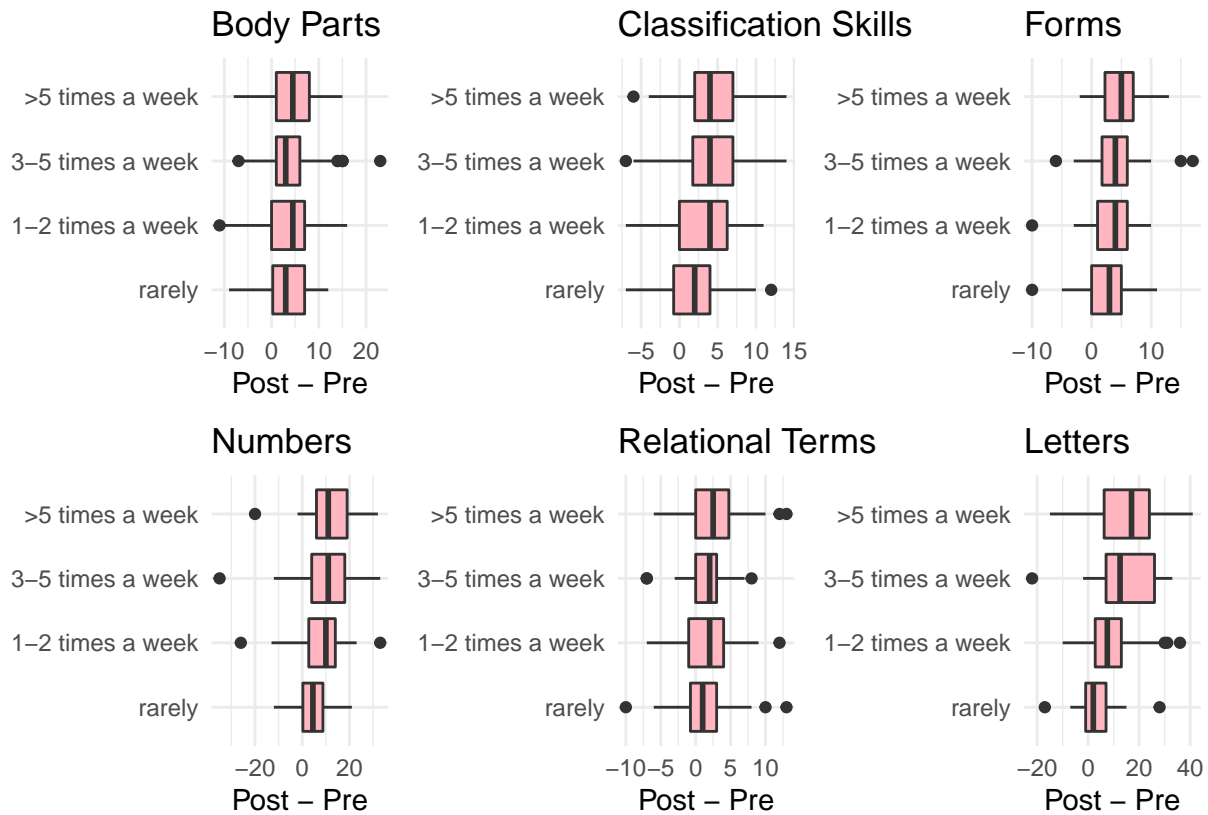 Body Parts
>5 times a week
3–5 times a week
1–2 times a week
rarely
−10 0 10 20
Post − Pre
Classification Skills
>5 times a week
3–5 times a week
1–2 times a week
rarely
−5 0 5 10 15
Post − Pre
Forms
>5 times a week
3–5 times a week
1–2 times a week
rarely
−10 0 10
Post − Pre
Numbers
>5 times a week
3–5 times a week
1–2 times a week
rarely
−20 0 20
Post − Pre
Relational Terms
>5 times a week
3–5 times a week
1–2 times a week
rarely
−10 −5 0 5 10
Post − Pre
Letters
>5 times a week
3–5 times a week
1–2 times a week
rarely
−20 0 20 40
Post − Pre